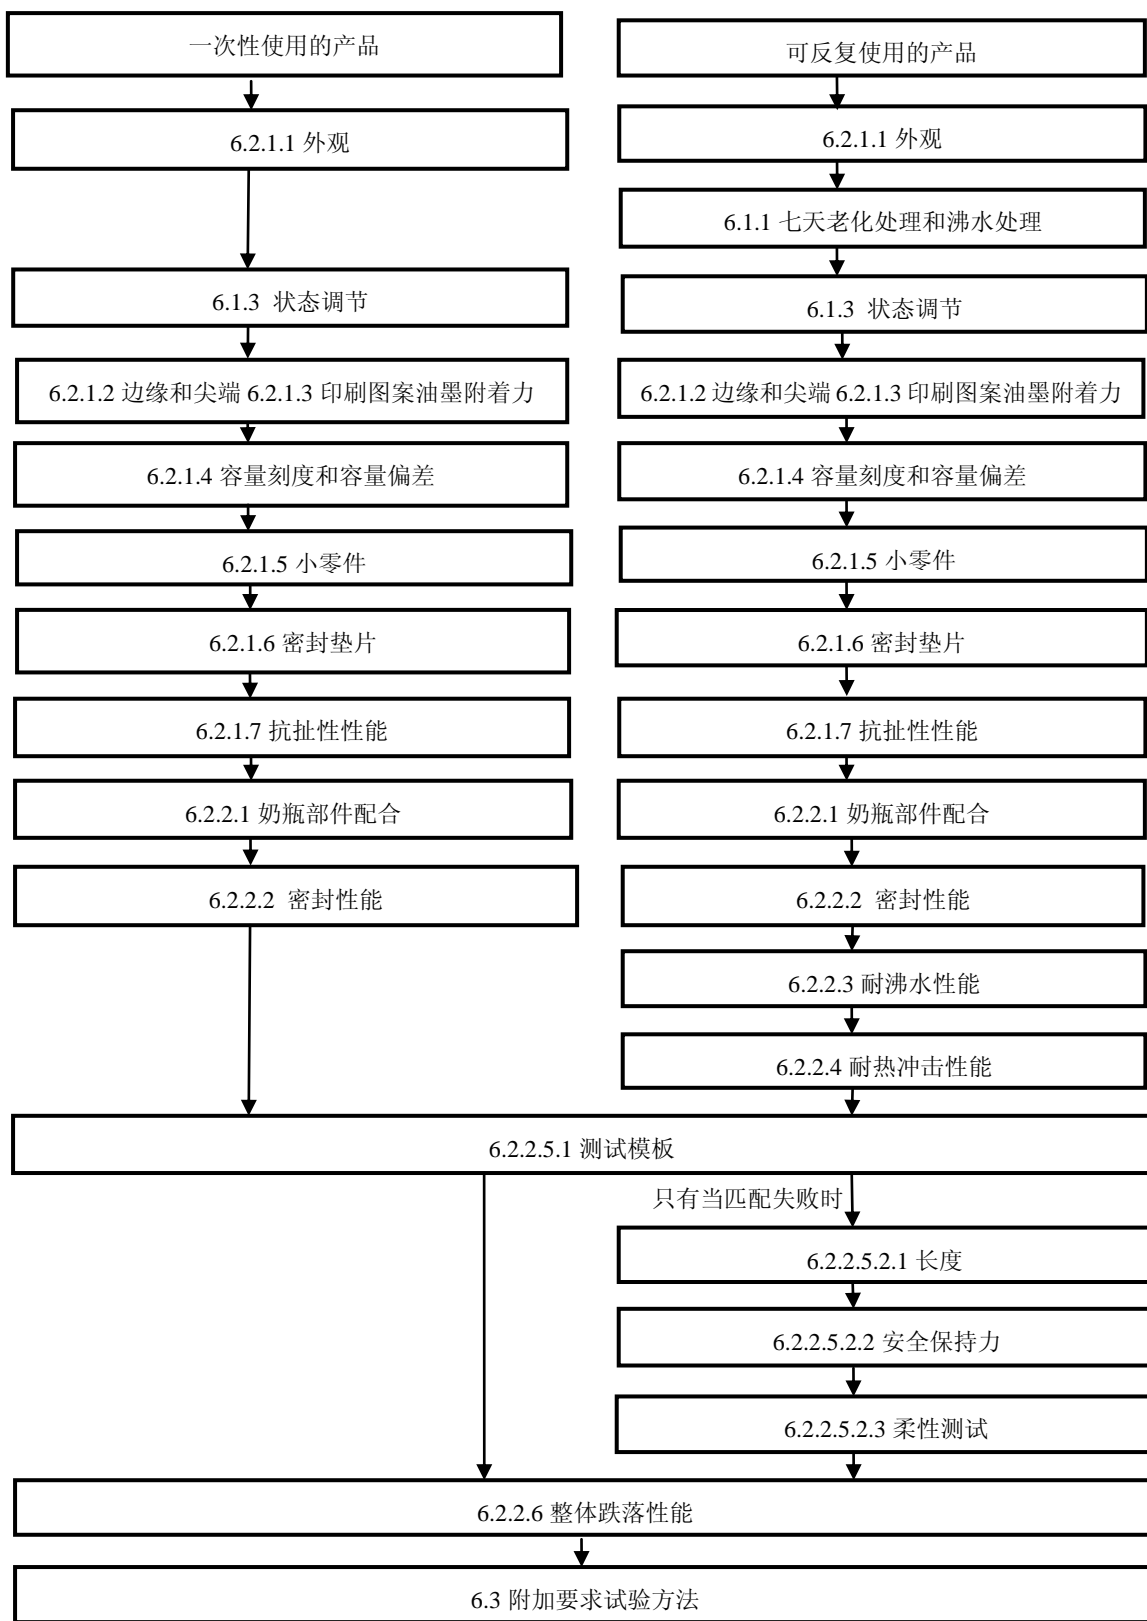 一次性使用的产品
6.2.1.1 外观
6.1.3 状态调节
6.2.1.2 边缘和尖端 6.2.1.3 印刷图案油墨附着力
6.2.1.4 容量刻度和容量偏差
6.2.1.5 小零件
6.2.1.6 密封垫片
6.2.1.7 抗扯性性能
6.2.2.1 奶瓶部件配合
6.2.2.2 密封性能
可反复使用的产品
6.2.1.1 外观
6.1.1 七天老化处理和沸水处理
6.1.3 状态调节
6.2.1.2 边缘和尖端 6.2.1.3 印刷图案油墨附着力
6.2.1.4 容量刻度和容量偏差
6.2.1.5 小零件
6.2.1.6 密封垫片
6.2.1.7 抗扯性性能
6.2.2.1 奶瓶部件配合
6.2.2.2 密封性能
6.2.2.3 耐沸水性能
6.2.2.4 耐热冲击性能
6.2.2.5.1 测试模板
只有当匹配失败时
6.2.2.5.2.1 长度
6.2.2.5.2.2 安全保持力
6.2.2.5.2.3 柔性测试
6.2.2.6 整体跌落性能
6.3 附加要求试验方法